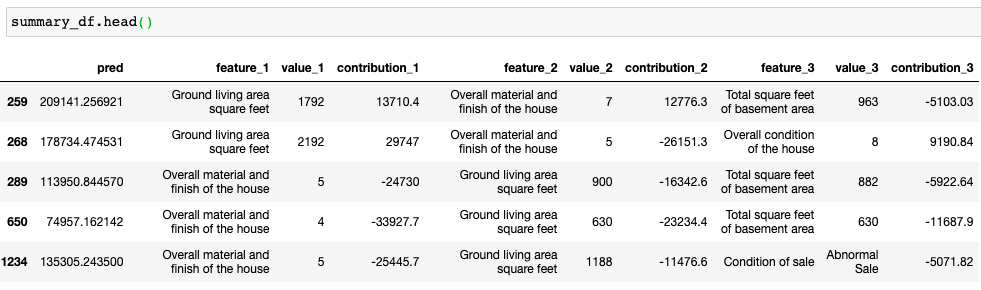 summary_df.head()
pred feature_1 value_1 contribution_1 feature_2 value_2 contribution_2 feature_3 value_3 contribution_3
259 209141.256921 Ground living area square feet 1792 13710.4 Overall material and finish of the house 7 12776.3 Total square feet of basement area 963 -5103.03
268 178734.474531 Ground living area square feet 2192 29747 Overall material and finish of the house 5 -26151.3 Overall condition of the house 8 9190.84
289 113950.844570 Overall material and finish of the house 5 -24730 Ground living area square feet 900 -16342.6 Total square feet of basement area 882 -5922.64
650 74957.162142 Overall material and finish of the house 4 -33927.7 Ground living area square feet 630 -23234.4 Total square feet of basement area 630 -11687.9
1234 135305.243500 Overall material and finish of the house 5 -25445.7 Ground living area square feet 1188 -11476.6 Condition of sale Abnormal Sale -5071.82